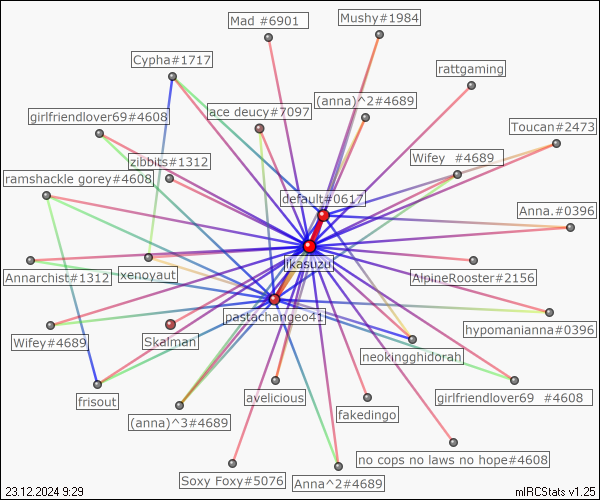 Mad #6901
Mushy#1984
Cypha#1717
rattgaming
(anna)^2#4689
ace deucy#7097
girlfriendlover69#4608
Toucan#2473
zibbits#1312
Wifey  #4689
ramshackle gorey#4608
default#0617
Anna.#0396
ikasuzu
Annarchist#1312
xenoyaut
AlpineRooster#2156
pastachangeo41
hypomanianna#0396
Wifey#4689
Skalman
neokingghidorah
frisout
avelicious
girlfriendlover69  #4608
(anna)^3#4689
fakedingo
no cops no laws no hope#4608
Soxy Foxy#5076
Anna^2#4689
23.12.2024 9:29
mIRCStats v1.25